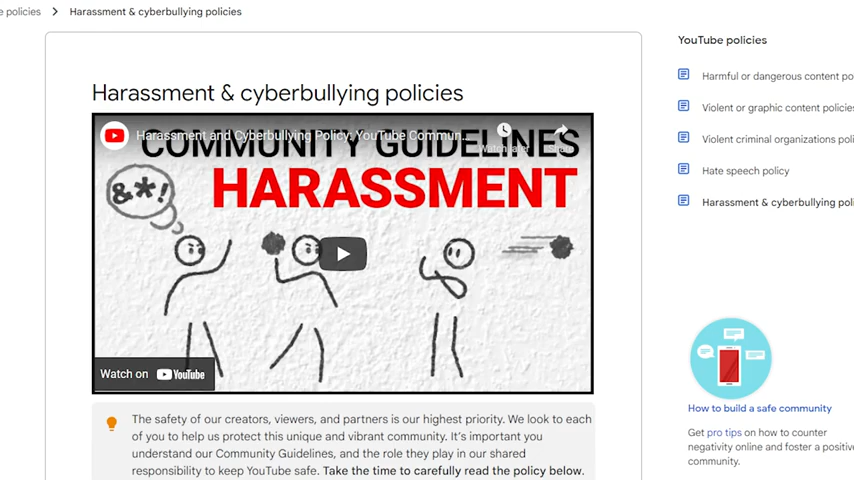 e policies > Harassment & cyberbullying policies
Harassment & cyberbullying policies
Harassment and Cyberbullying Policy: YouTube Commun...
Watch later
Share
COMMUNITY GUIDELINES
HARASSMENT
&*!
Watch on YouTube
The safety of our creators, viewers, and partners is our highest priority. We look to each
of you to help us protect this unique and vibrant community. It's important you
understand our Community Guidelines, and the role they play in our shared
responsibility to keep YouTube safe. Take the time to carefully read the policy below.
YouTube policies
Harmful or dangerous content po
Violent or graphic content policies
Violent criminal organizations poli
Hate speech policy
Harassment & cyberbullying poli
How to build a safe community
Get pro tips on how to counter
negativity online and foster a positive
community.